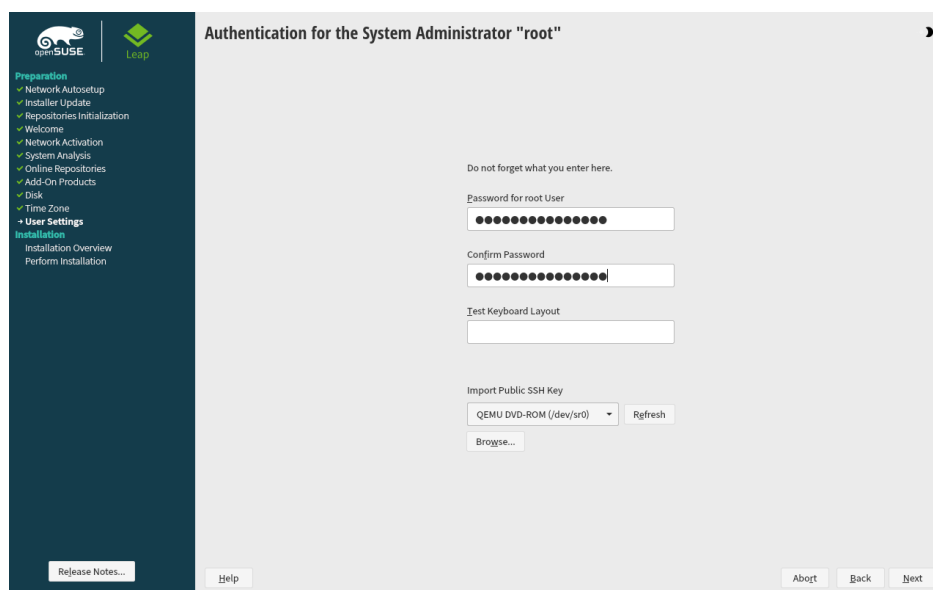 openSUSE
Leap
Preparation
Network Autosetup
Installer Update
Repositories Initialization
Welcome
Network Activation
System Analysis
Online Repositories
Add-On Products
Disk
Time Zone
User Settings
Installation
Installation Overview
Perform Installation
Release Notes...
Authentication for the System Administrator "root"
Do not forget what you enter here.
Password for root User
●●●●●●●●●●●●●●●
Confirm Password
●●●●●●●●●●●●●●●
Test Keyboard Layout
Import Public SSH Key
QEMU DVD-ROM (/dev/sr0)
Refresh
Browse...
Help
Abort
Back
Next